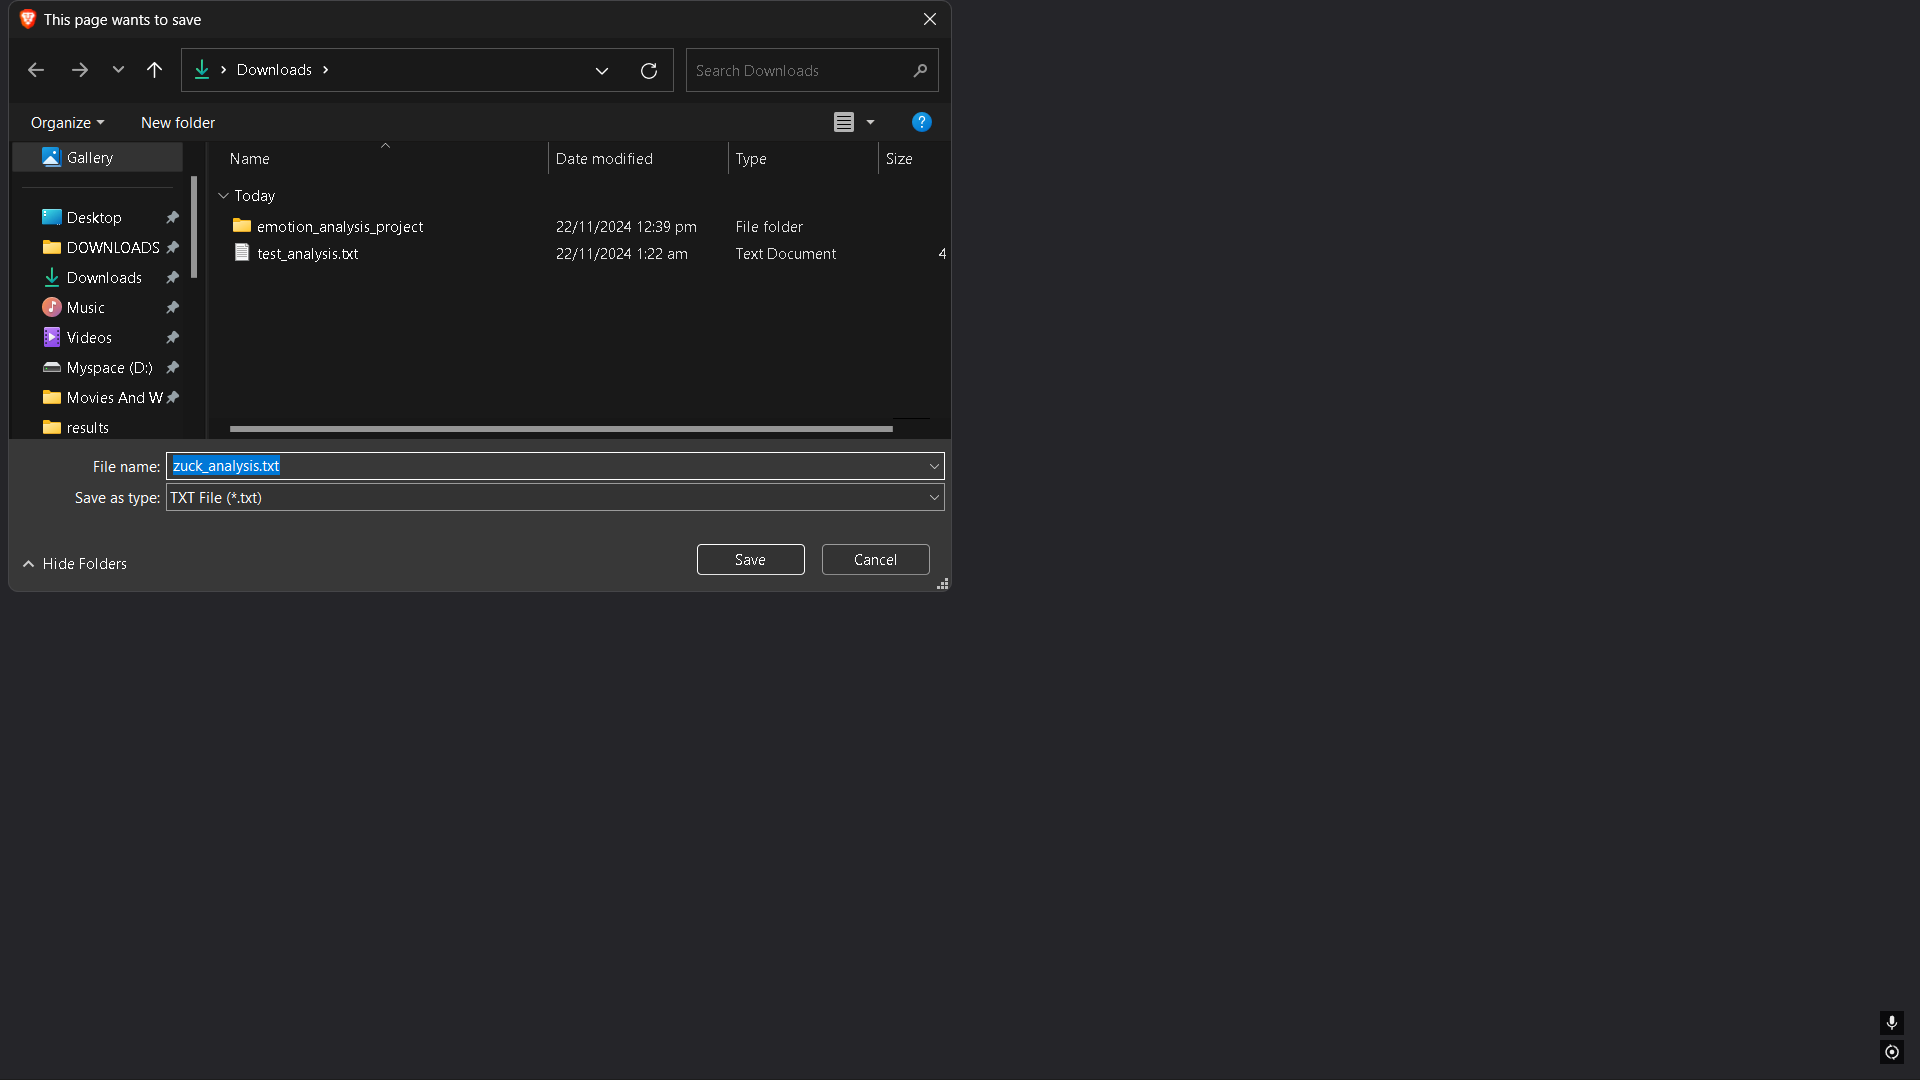 This page wants to save
Downloads
Search Downloads
Organize
New folder
?
Gallery
Name
Date modified
Type
Size
Today
Desktop
emotion_analysis_project
22/11/2024 12:39 pm
File folder
DOWNLOADS
test_analysis.txt
22/11/2024 1:22 am
Text Document
4
Downloads
Music
Videos
Myspace (D:)
Movies And W
results
File name: zuck_analysis.txt
Save as type: TXT File (*.txt)
Hide Folders
Save
Cancel